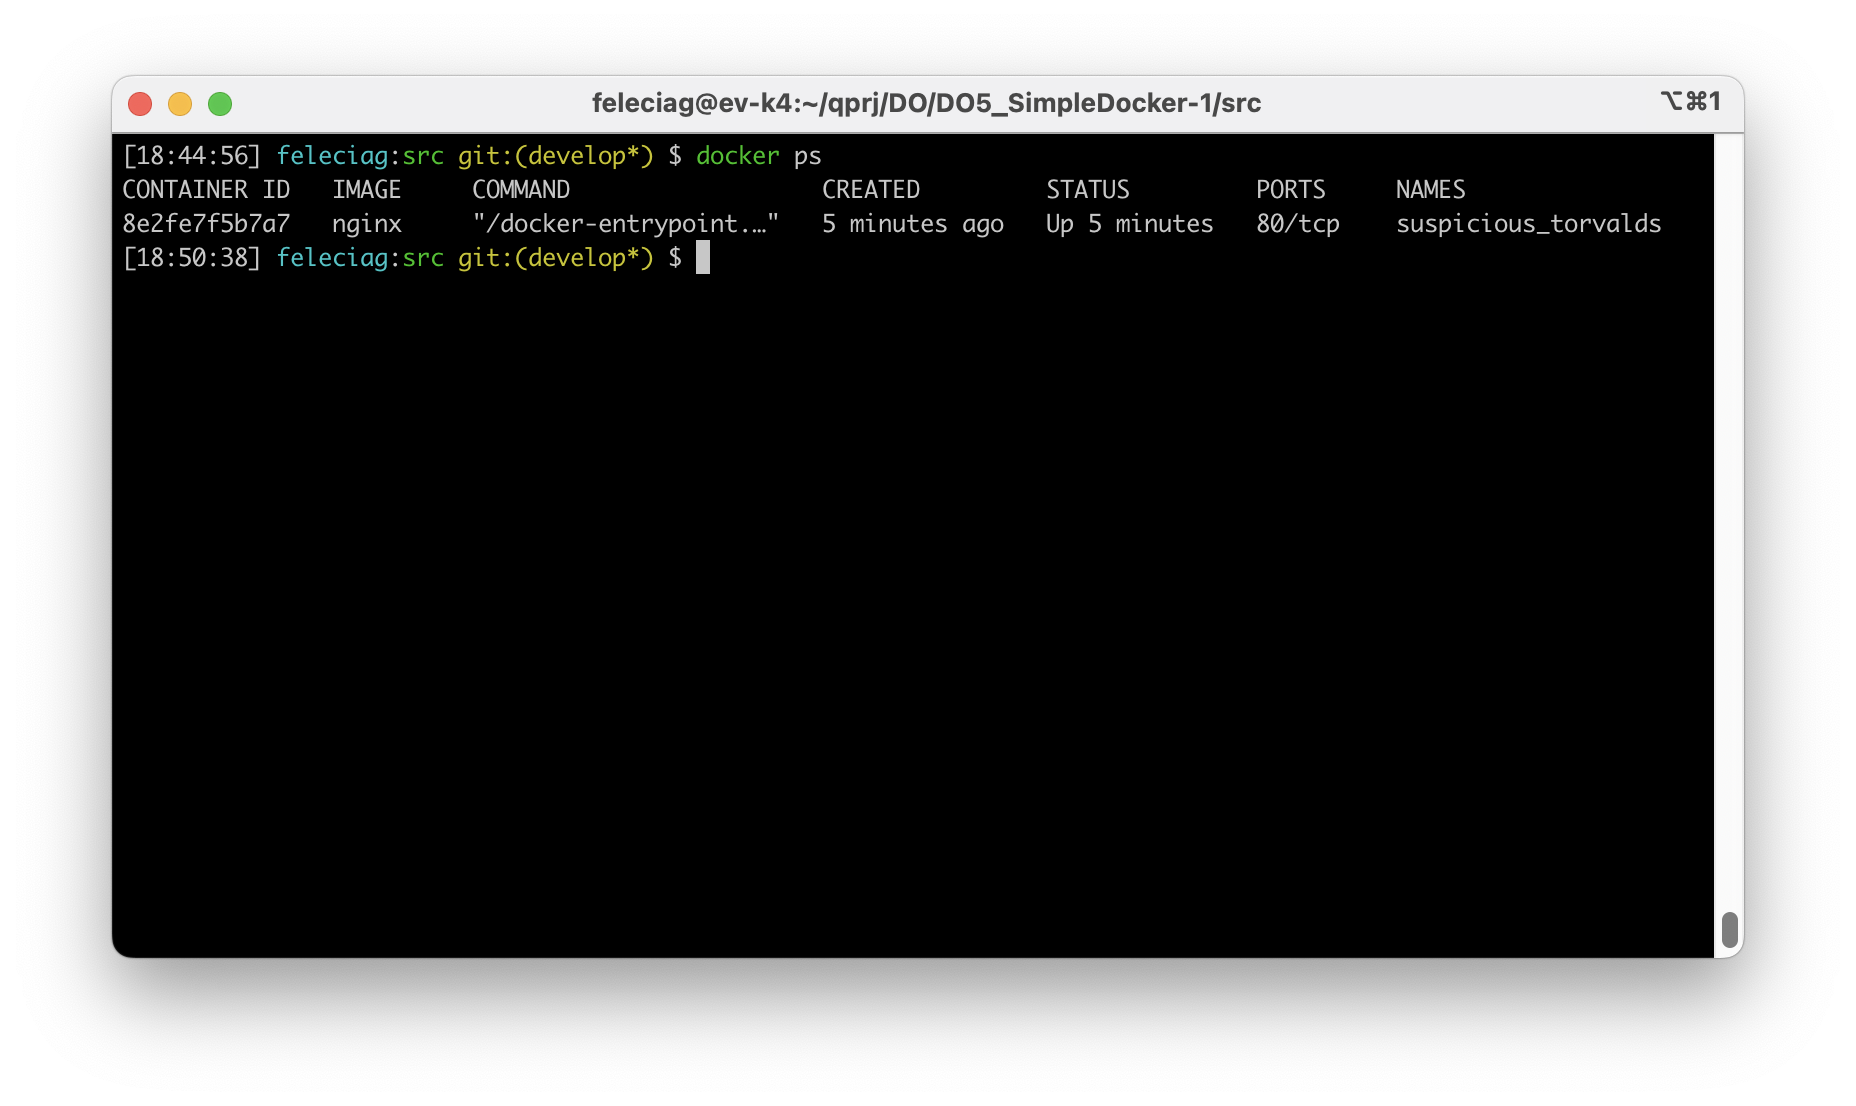 feleciag@ev-k4:~/qprj/DO/DO5_SimpleDocker-1/src ⌥⌘1
[18:44:56] feleciag:src git:(develop*) $ docker ps
CONTAINER ID   IMAGE     COMMAND                  CREATED         STATUS         PORTS     NAMES
8e2fe7f5b7a7   nginx     "/docker-entrypoint.…"   5 minutes ago   Up 5 minutes   80/tcp    suspicious_torvalds
[18:50:38] feleciag:src git:(develop*) $